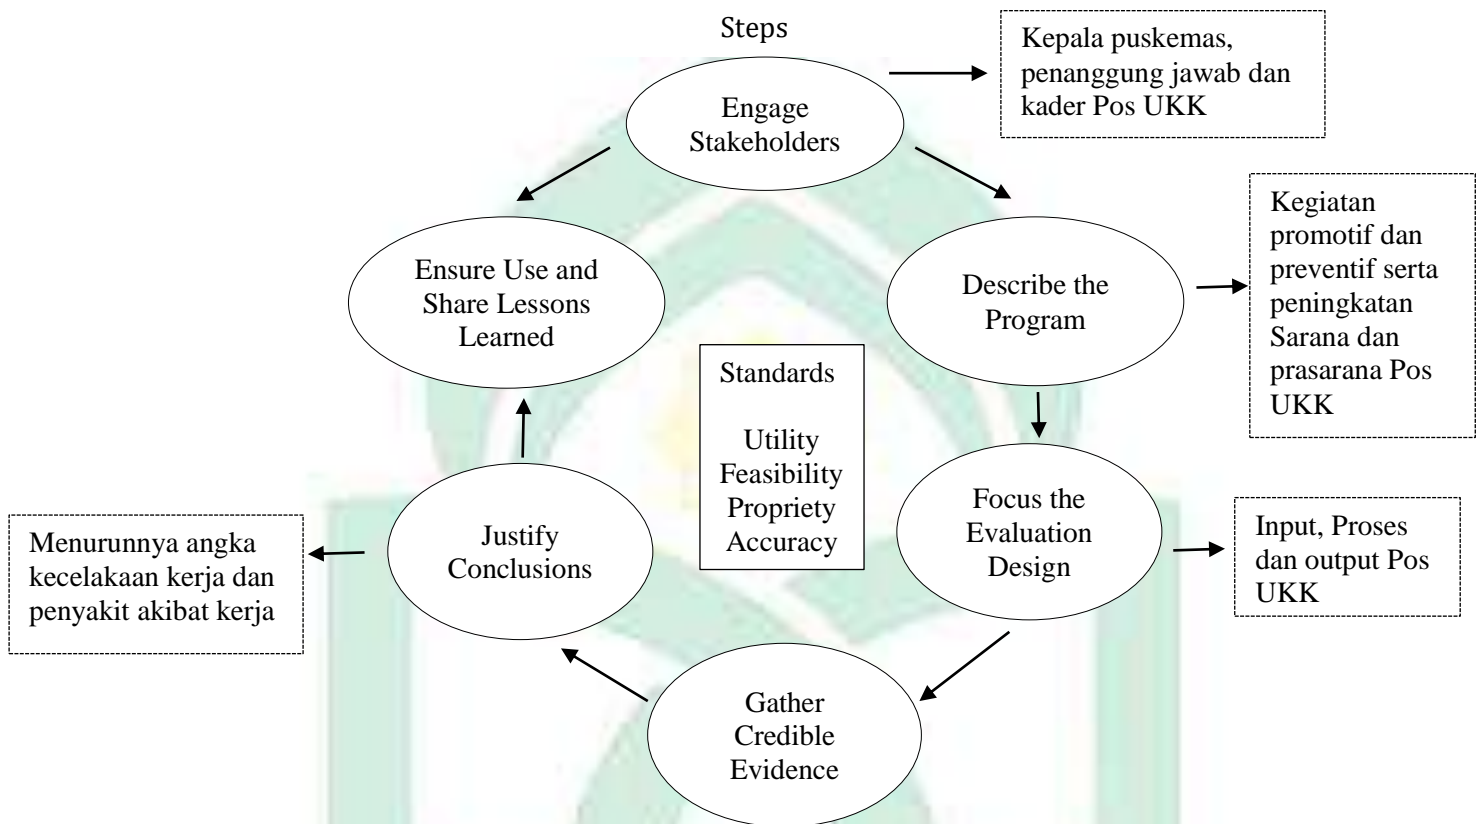 Steps
Engage
Stakeholders
Kepala puskemas,
penanggung jawab dan
kader Pos UKK
Describe the
Program
Kegiatan
promotif dan
preventif serta
peningkatan
Sarana dan
prasarana Pos
UKK
Focus the
Evaluation
Design
Input, Proses
dan output Pos
UKK
Gather
Credible
Evidence
Justify
Conclusions
Menurunnya angka
kecelakaan kerja dan
penyakit akibat kerja
Ensure Use and
Share Lessons
Learned
Standards
Utility
Feasibility
Propriety
Accuracy